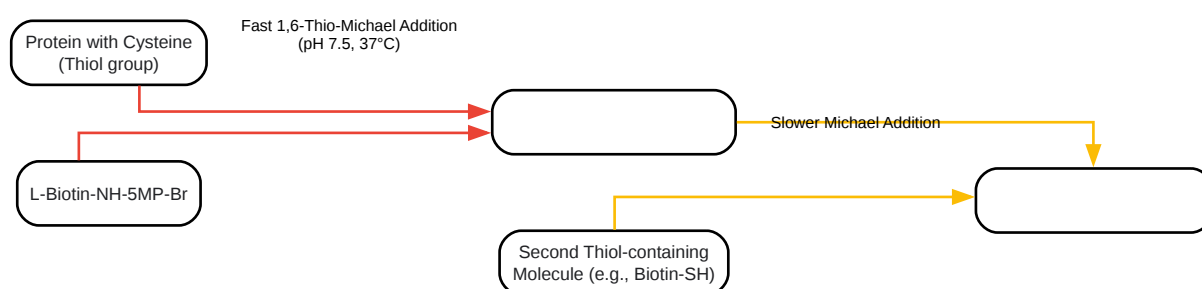 Fast 1,6-Thio-Michael Addition
(pH 7.5, 37°C)
Protein with Cysteine
(Thiol group)
Slower Michael Addition
L-Biotin-NH-5MP-Br
Second Thiol-containing
Molecule (e.g., Biotin-SH)